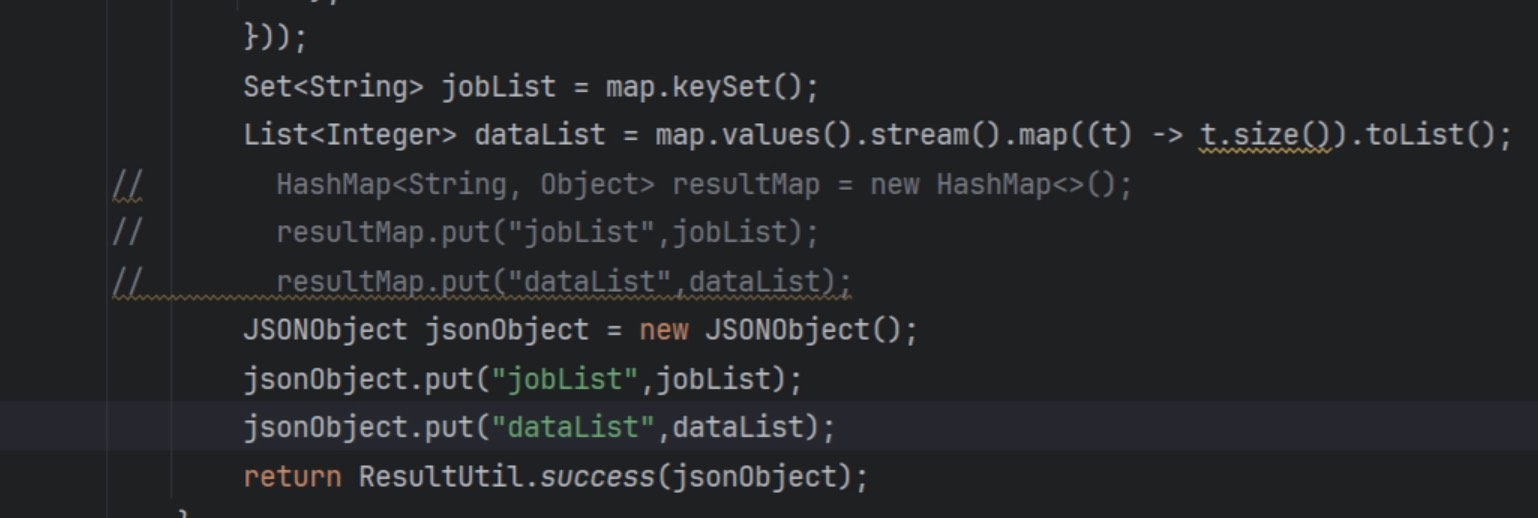 }));
Set<String> jobList = map.keySet();
List<Integer> dataList = map.values().stream().map((t) -> t.size()).toList();
//        HashMap<String, Object> resultMap = new HashMap<>();
//        resultMap.put("jobList",jobList);
//        resultMap.put("dataList",dataList);
JSONObject jsonObject = new JSONObject();
jsonObject.put("jobList",jobList);
jsonObject.put("dataList",dataList);
return ResultUtil.success(jsonObject);
}